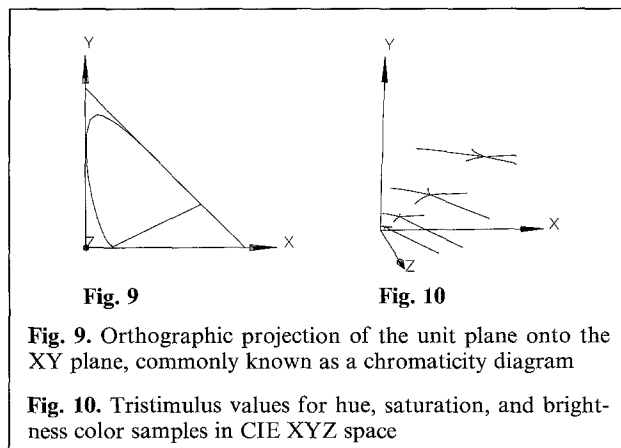 Y
Z
X
Y
X
Z
Fig. 9
Fig. 10
Fig. 9. Orthographic projection of the unit plane onto the
XY plane, commonly known as a chromaticity diagram
Fig. 10. Tristimulus values for hue, saturation, and bright-
ness color samples in CIE XYZ space